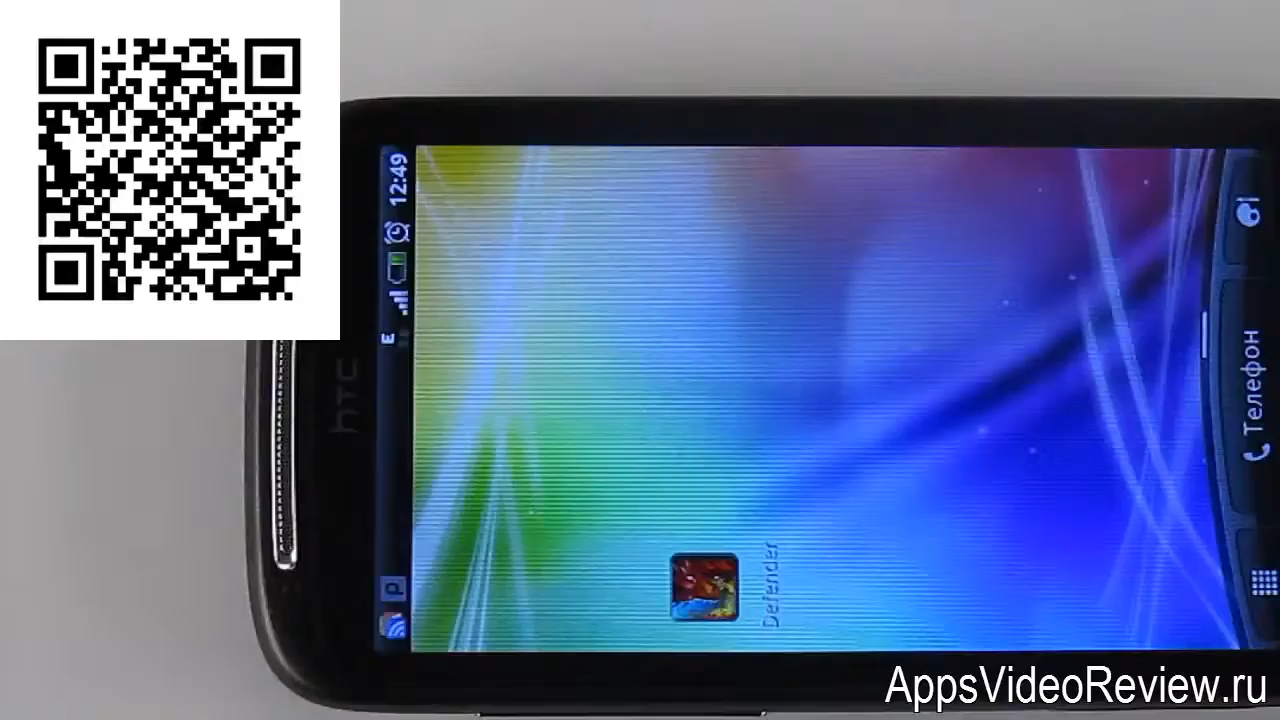 12:49
E
hTC
Defender
Телефон
AppsVideoReview.ru